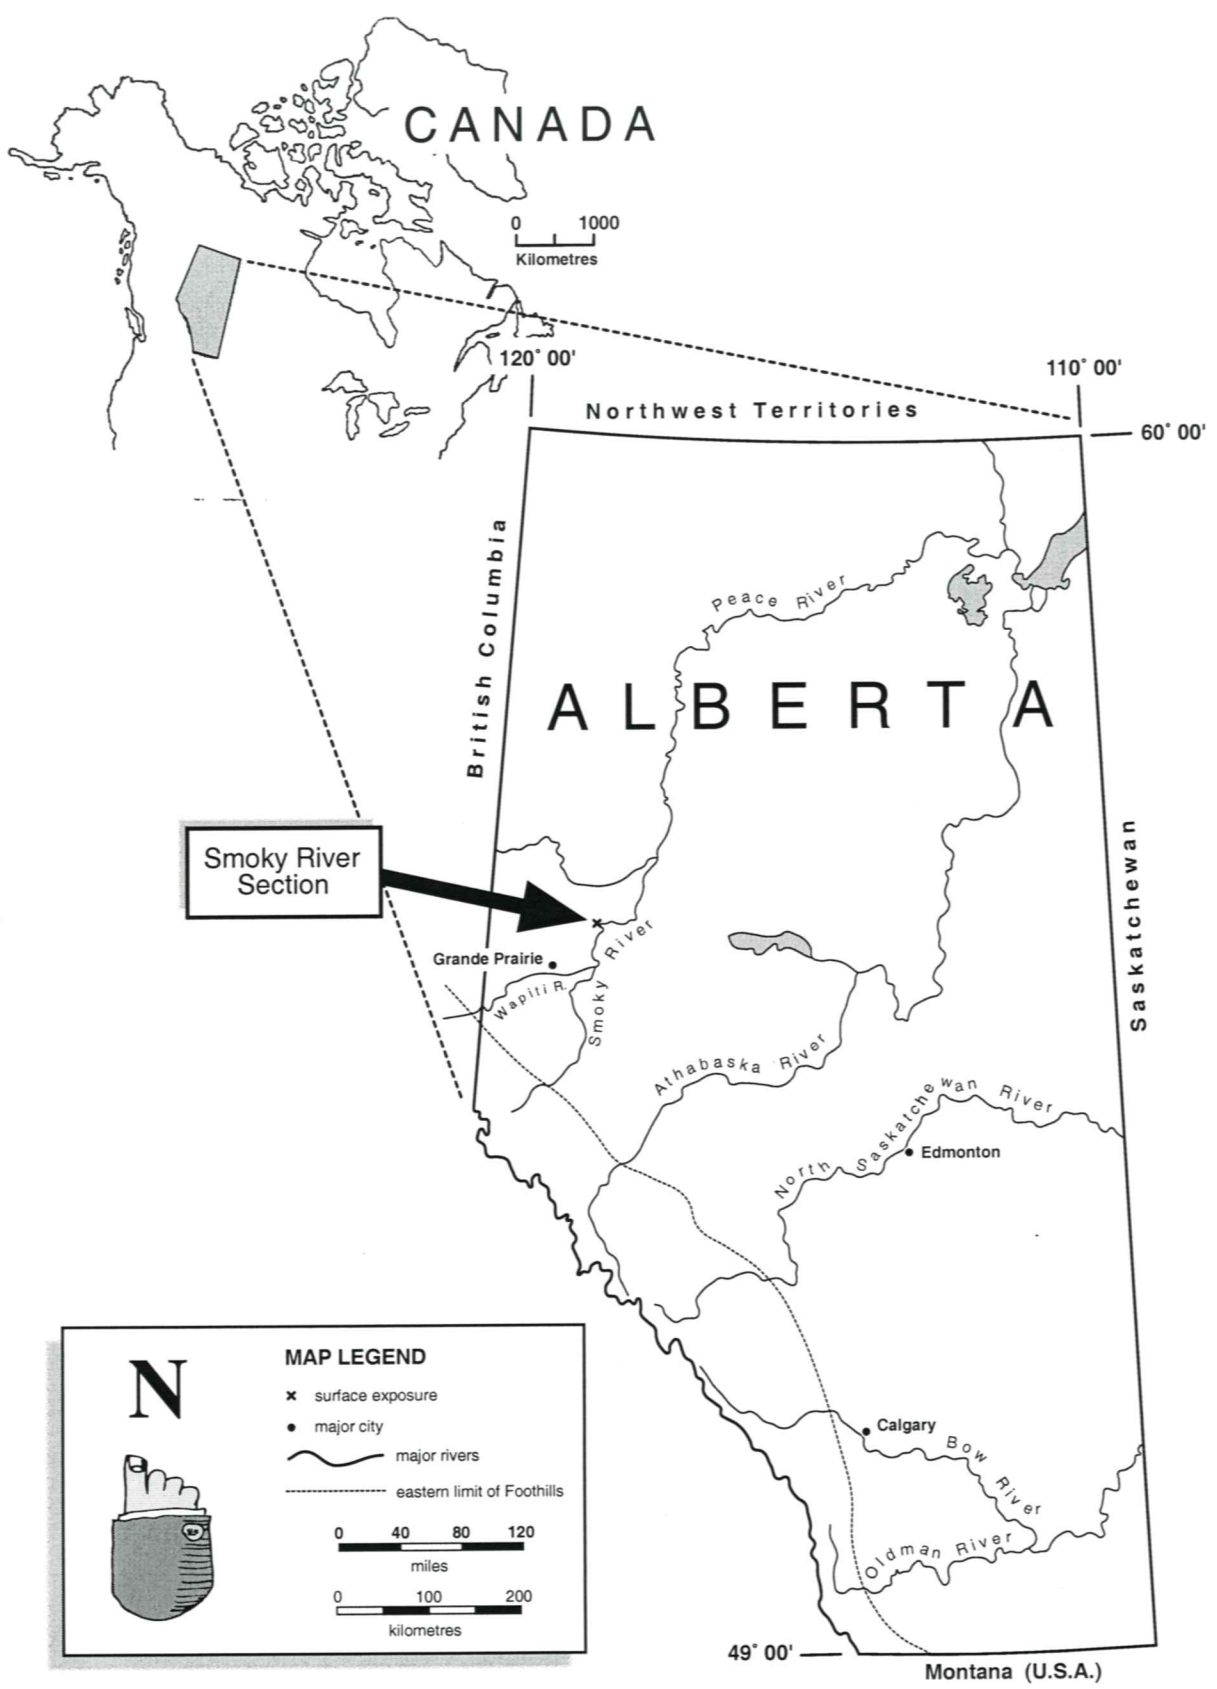 CANADA
0 1000
Kilometres
120° 00'
110° 00'
Northwest Territories
60° 00'
British Columbia
Peace River
ALBERTA
Smoky River
Section
Saskatchewan
Smoky River
Grande Prairie
Wapiti R.
Athabaska River
North Saskatchewan River
Edmonton
Calgary
Bow River
Oldman River
49° 00'
Montana (U.S.A.)
N
MAP LEGEND
surface exposure
major city
major rivers
eastern limit of Foothills
0 40 80 120
miles
0 100 200
kilometres